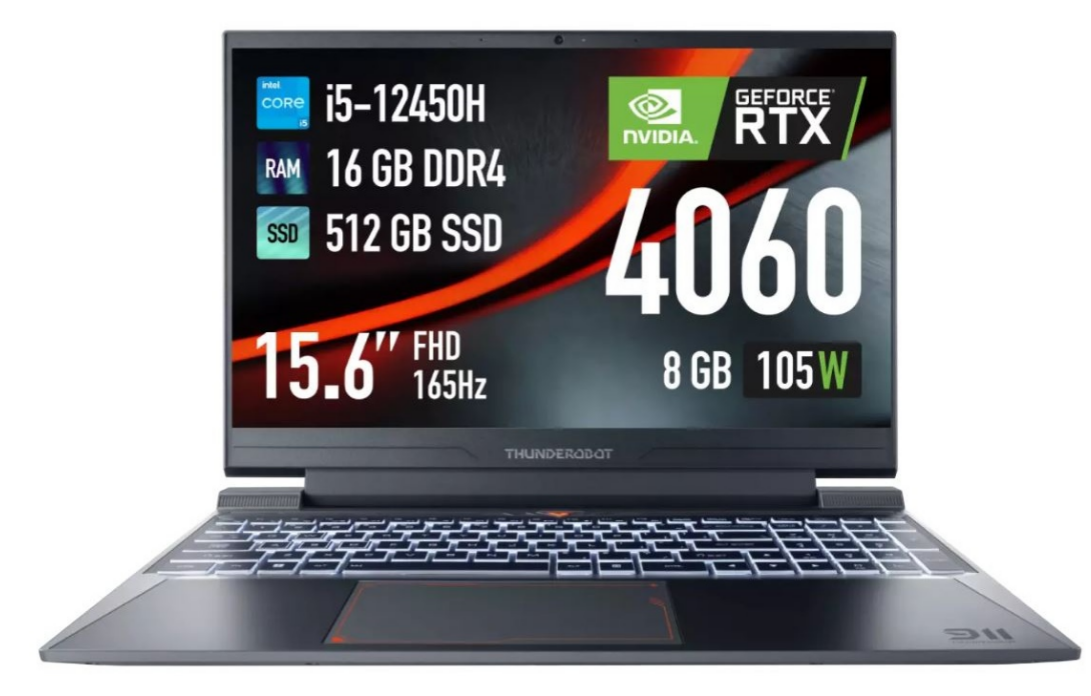 intel
CORE
i5
i5-12450H
RAM
16 GB DDR4
SSD
512 GB SSD
15.6″ FHD
165Hz
NVIDIA.
GEFORCE
RTX
4060
8 GB 105W
THUNDEROBOT
911